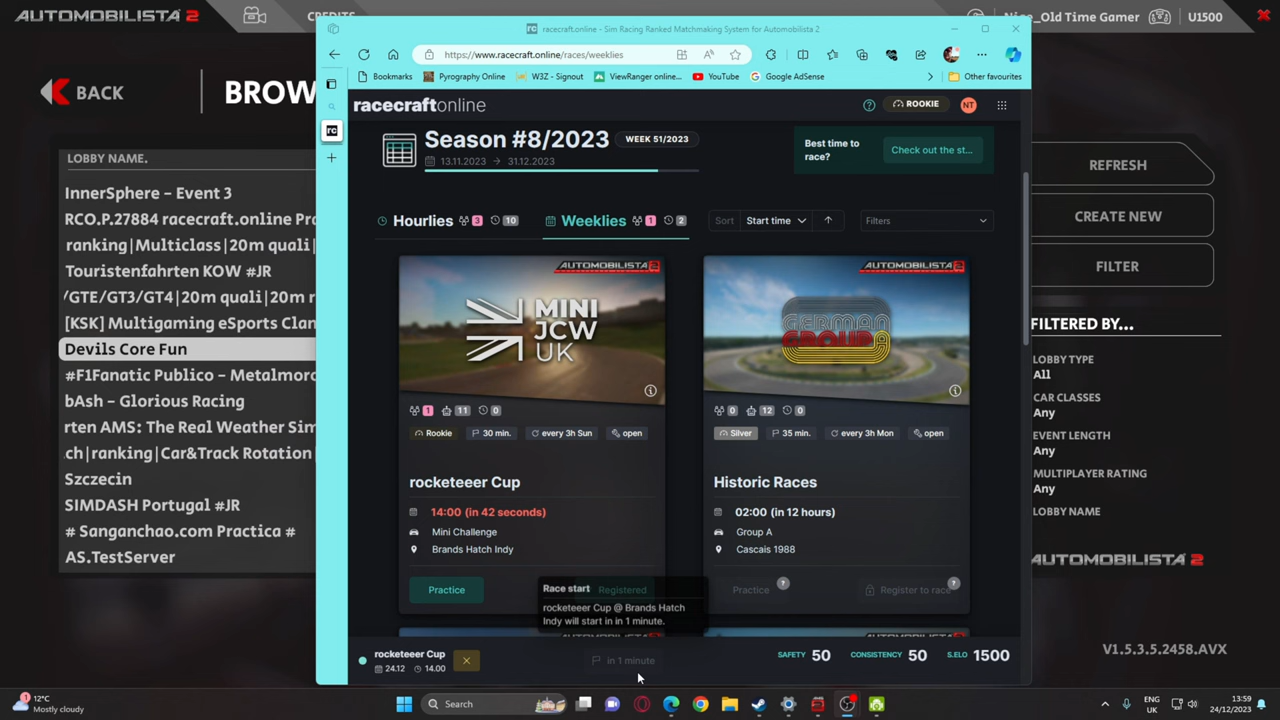 AUTOMOBILISTA 2
CREDITS
Nice_Old Time Gamer
U1500
racecraft.online - Sim Racing Ranked Matchmaking System for Automobilista 2
https://www.racecraft.online/races/weeklies
Bookmarks
Pyrography Online
W3Z - Signout
ViewRanger online...
YouTube
Google AdSense
Other favourites
BACK
BROW
LOBBY NAME.
InnerSphere - Event 3
RCO.P.27884 racecraft.online Pro
ranking|Multiclass|20m quali|20m
Touristenfahrten KOW #JR
/GTE/GT3/GT4|20m quali|20m r
[KSK] Multigaming eSports Clan
Devils Core Fun
#F1Fanatic Publico - Metalmoro
bAsh - Glorious Racing
rten AMS: The Real Weather Sim
.ch|ranking|Car&Track Rotation|
Szczecin
SIMDASH Portugal #JR
# Sanganchao.com Practica #
AS.TestServer
racecraftonline
ROOKIE
NT
Season #8/2023
WEEK 51/2023
13.11.2023 → 31.12.2023
Best time to
race?
Check out the st...
Hourlies 3 10
Weeklies 1 2
Sort Start time
Filters
AUTOMOBILISTA 2
MINI
JCW
UK
1 11 0
Rookie 30 min. every 3h Sun open
rocketeeer Cup
14:00 (in 42 seconds)
Mini Challenge
Brands Hatch Indy
Practice
Registered
AUTOMOBILISTA 2
GERMAN
GROUP A
0 12 0
Silver 35 min. every 3h Mon open
Historic Races
02:00 (in 12 hours)
Group A
Cascais 1988
Practice ?
Register to race ?
Race start
rocketeeer Cup @ Brands Hatch
Indy will start in in 1 minute.
rocketeeer Cup
24.12 14.00
in 1 minute
SAFETY 50
CONSISTENCY 50
S.ELO 1500
REFRESH
CREATE NEW
FILTER
FILTERED BY...
LOBBY TYPE
All
CAR CLASSES
Any
EVENT LENGTH
Any
MULTIPLAYER RATING
Any
LOBBY NAME
AUTOMOBILISTA 2
V1.5.3.5.2458.AVX
1
12°C
Mostly cloudy
Search
ENG
UK
13:59
24/12/2023